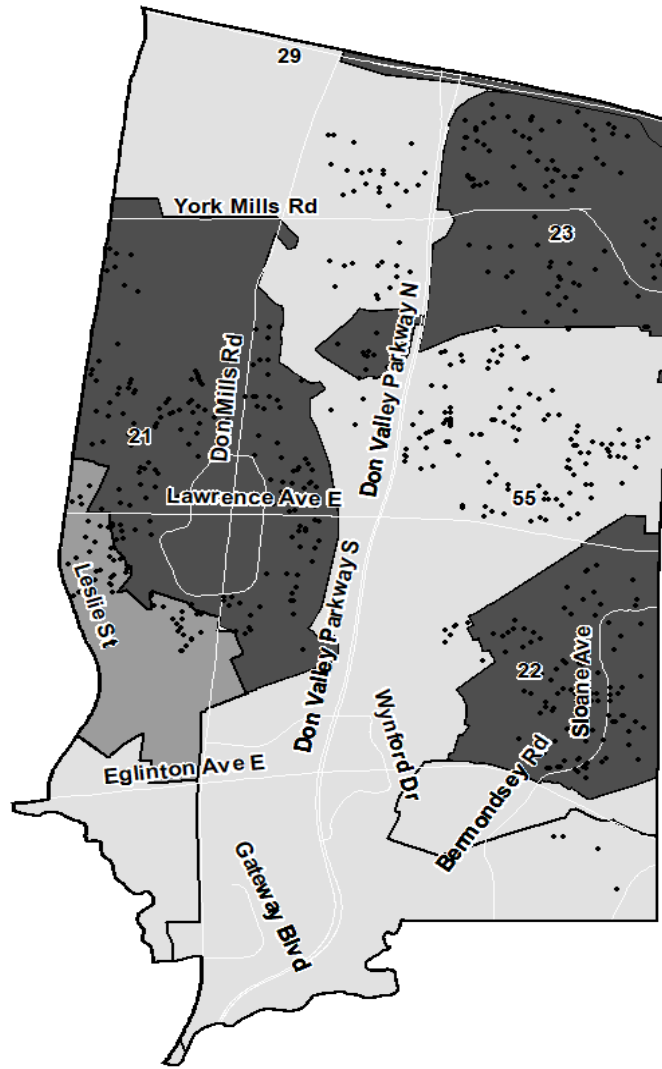 29
York Mills Rd
23
Don Valley Parkway N
Don Mills Rd
21
Lawrence Ave E
55
Leslie St
Don Valley Parkway S
22
Sloane Ave
Wynford Dr
Eglinton Ave E
Bermondsey Rd
Gateway Blvd